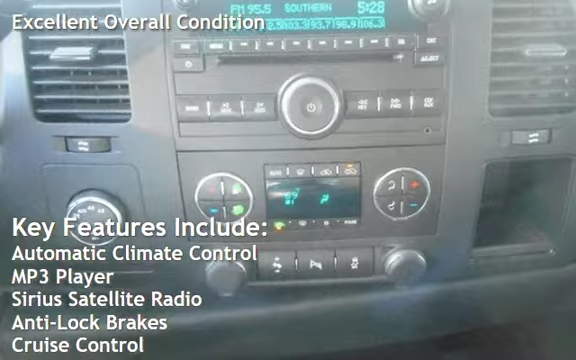 Excellent Overall Condition
FM 95.5 SOUTHERN 5:28
Key Features Include:
Automatic Climate Control
MP3 Player
Sirius Satellite Radio
Anti-Lock Brakes
Cruise Control